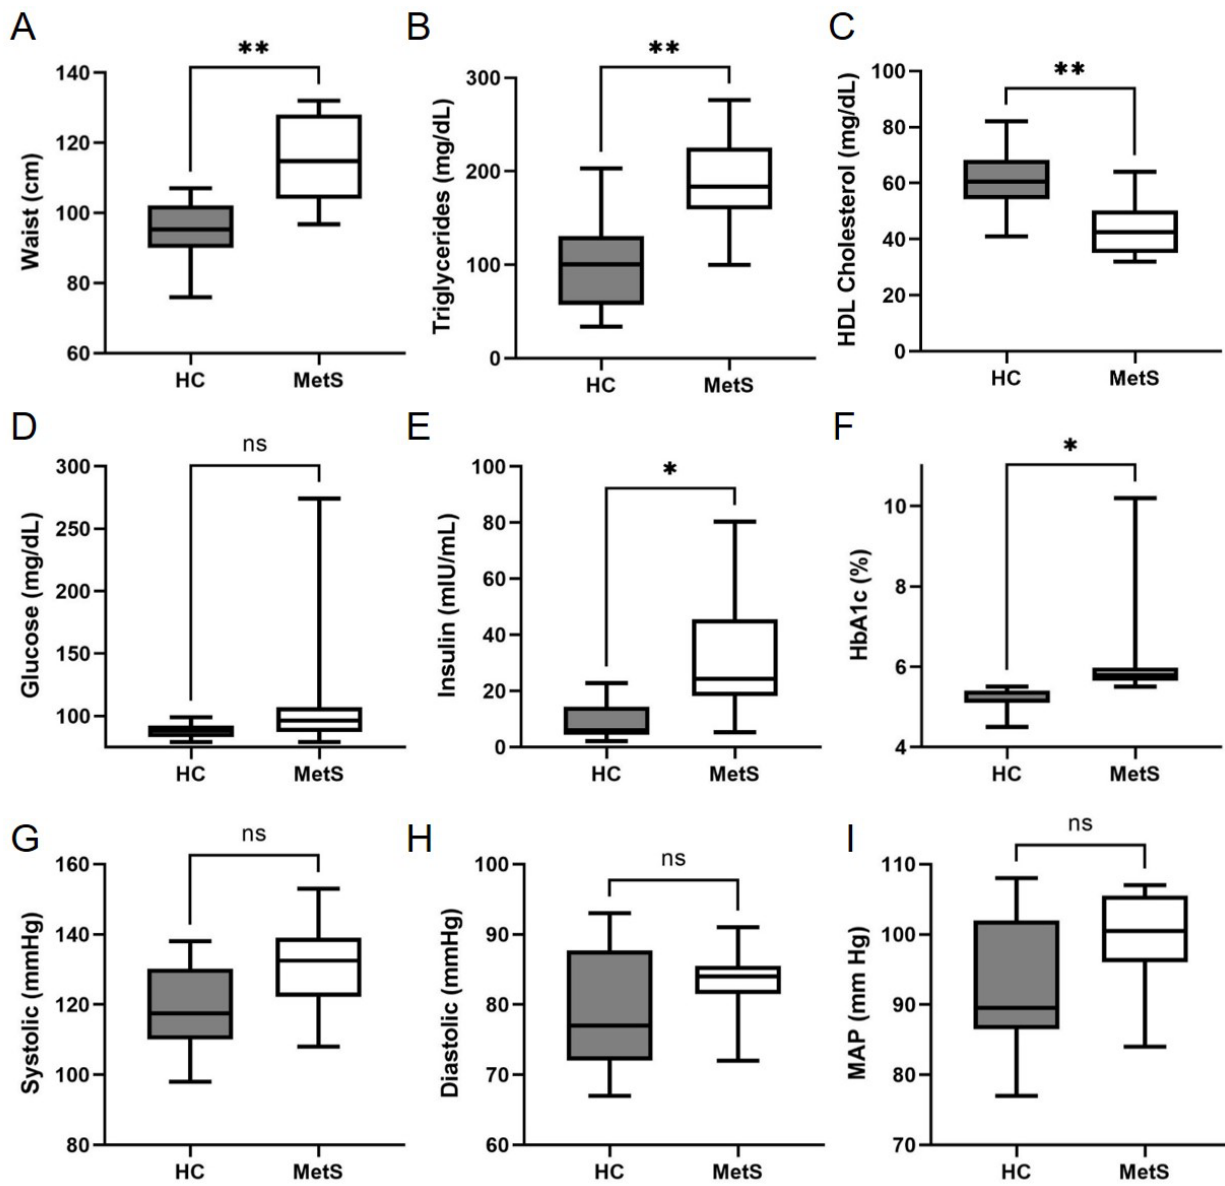 A
**
Waist (cm)
140
120
100
80
60
HC MetS
B
**
Triglycerides (mg/dL)
300
200
100
0
HC MetS
C
**
HDL Cholesterol (mg/dL)
100
80
60
40
20
0
HC MetS
D
ns
Glucose (mg/dL)
300
250
200
150
100
HC MetS
E
*
Insulin (mIU/mL)
100
80
60
40
20
0
HC MetS
F
*
HbA1c (%)
10
8
6
4
HC MetS
G
ns
Systolic (mmHg)
160
140
120
100
80
HC MetS
H
ns
Diastolic (mmHg)
100
90
80
70
60
HC MetS
I
ns
MAP (mm Hg)
110
100
90
80
70
HC MetS